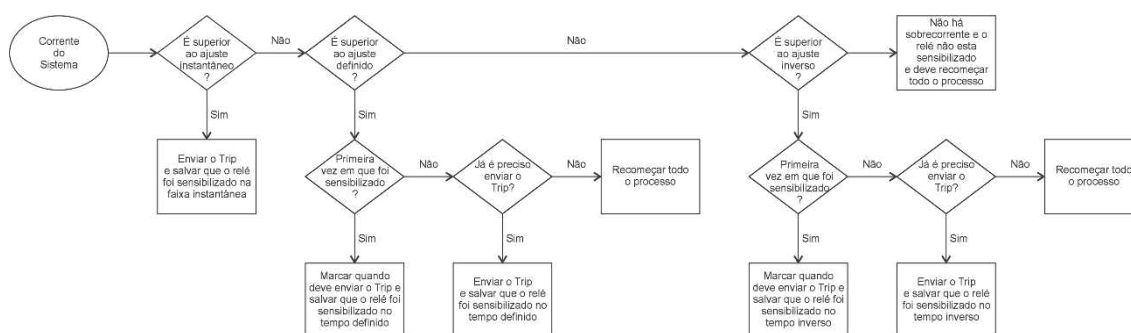 Corrente
do
Sistema
É superior
ao ajuste
instantâneo
?
Não
É superior
ao ajuste
definido
?
Não
É superior
ao ajuste
inverso
?
Não há
sobrecorrente e o
relé não esta
sensibilizado
e deve recomeçar
todo o processo
Sim
Sim
Sim
Enviar o Trip
e salvar que o relé
foi sensibilizado na
faixa instantânea
Primeira
vez em que foi
sensibilizado
?
Não
Já é preciso
enviar o
Trip?
Não
Recomeçar todo
o processo
Primeira
vez em que foi
sensibilizado
?
Não
Já é preciso
enviar o
Trip?
Não
Recomeçar todo
o processo
Sim
Sim
Sim
Sim
Marcar quando
deve enviar o Trip e
salvar que o relé foi
sensibilizado no
tempo definido
Enviar o Trip
e salvar que o relé
foi sensibilizado no
tempo definido
Marcar quando
deve enviar o Trip e
salvar que o relé foi
sensibilizado no
tempo inverso
Enviar o Trip
e salvar que o relé
foi sensibilizado no
tempo inverso